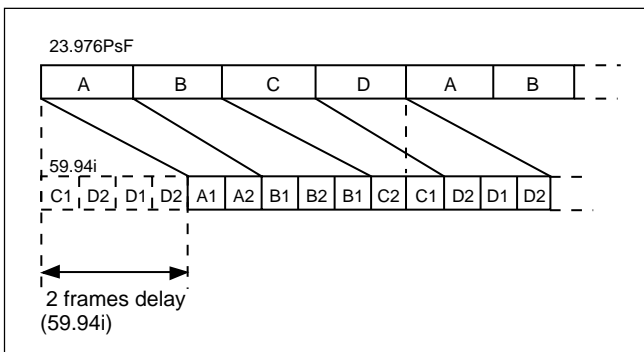 23.976PsF
A B C D A B
59.94i
C1 D2 D1 D2 A1 A2 B1 B2 B1 C2 C1 D2 D1 D2
2 frames delay
(59.94i)